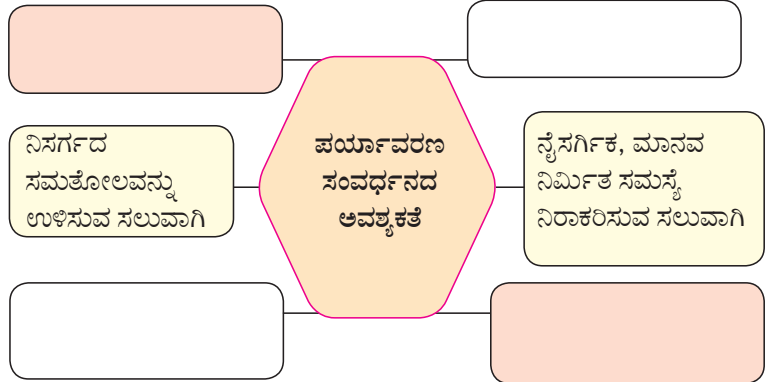 ನಿಸರ್ಗದ
ಸಮತೋಲವನ್ನು
ಉಳಿಸುವ ಸಲುವಾಗಿ
ಪರ್ಯಾವರಣ
ಸಂವರ್ಧನದ
ಅವಶ್ಯಕತೆ
ನೈಸರ್ಗಿಕ, ಮಾನವ
ನಿರ್ಮಿತ ಸಮಸ್ಯೆ
ನಿರಾಕರಿಸುವ ಸಲುವಾಗಿ